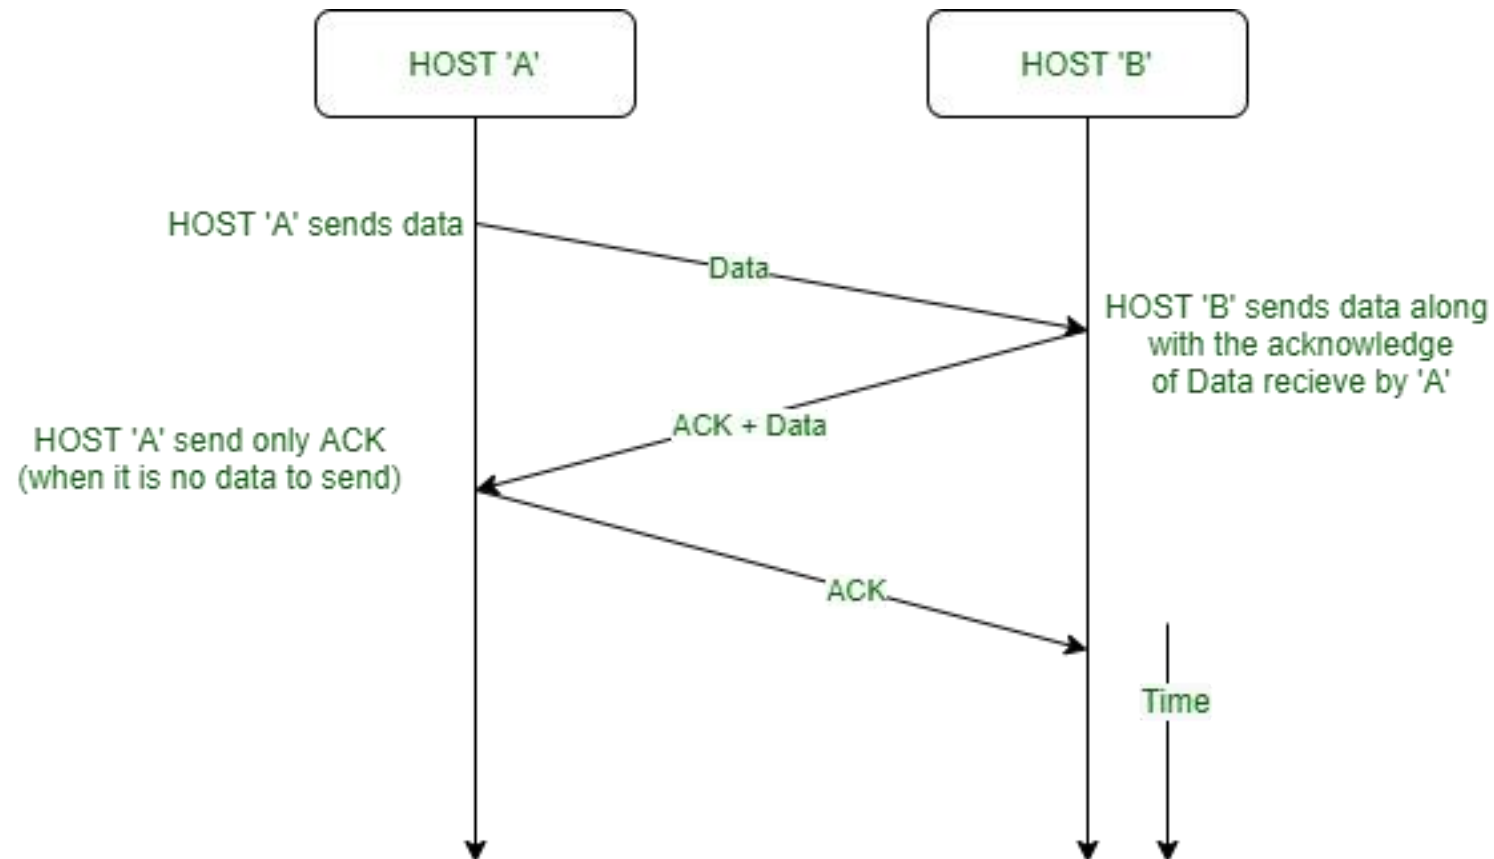 HOST 'A'
HOST 'B'
HOST 'A' sends data
Data
HOST 'B' sends data along
with the acknowledge
of Data recieve by 'A'
ACK + Data
HOST 'A' send only ACK
(when it is no data to send)
ACK
Time